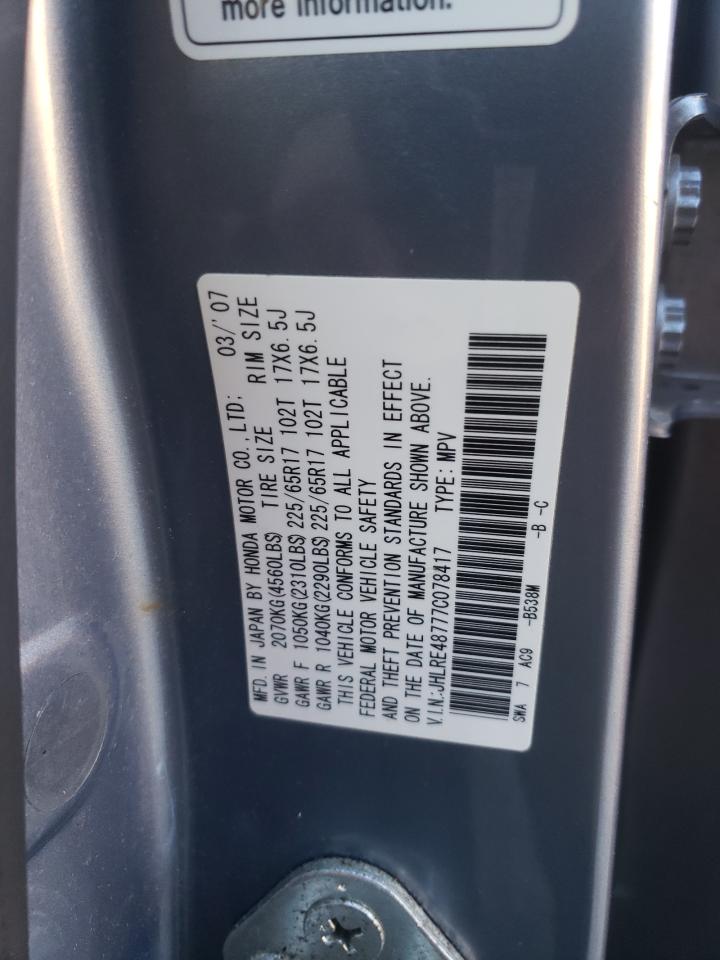 more information.
MFD. IN JAPAN BY HONDA MOTOR CO., LTD; 03/'07
GVWR 2070KG(4560LBS) TIRE SIZE RIM SIZE
GAWR F 1050KG(2310LBS) 225/65R17 102T 17X6.5J
GAWR R 1040KG(2290LBS) 225/65R17 102T 17X6.5J
THIS VEHICLE CONFORMS TO ALL APPLICABLE
FEDERAL MOTOR VEHICLE SAFETY
AND THEFT PREVENTION STANDARDS IN EFFECT
ON THE DATE OF MANUFACTURE SHOWN ABOVE.
V.I.N.:JHLRE48777C078417 TYPE: MPV
SWA 7 AC9 -B538M -B -C